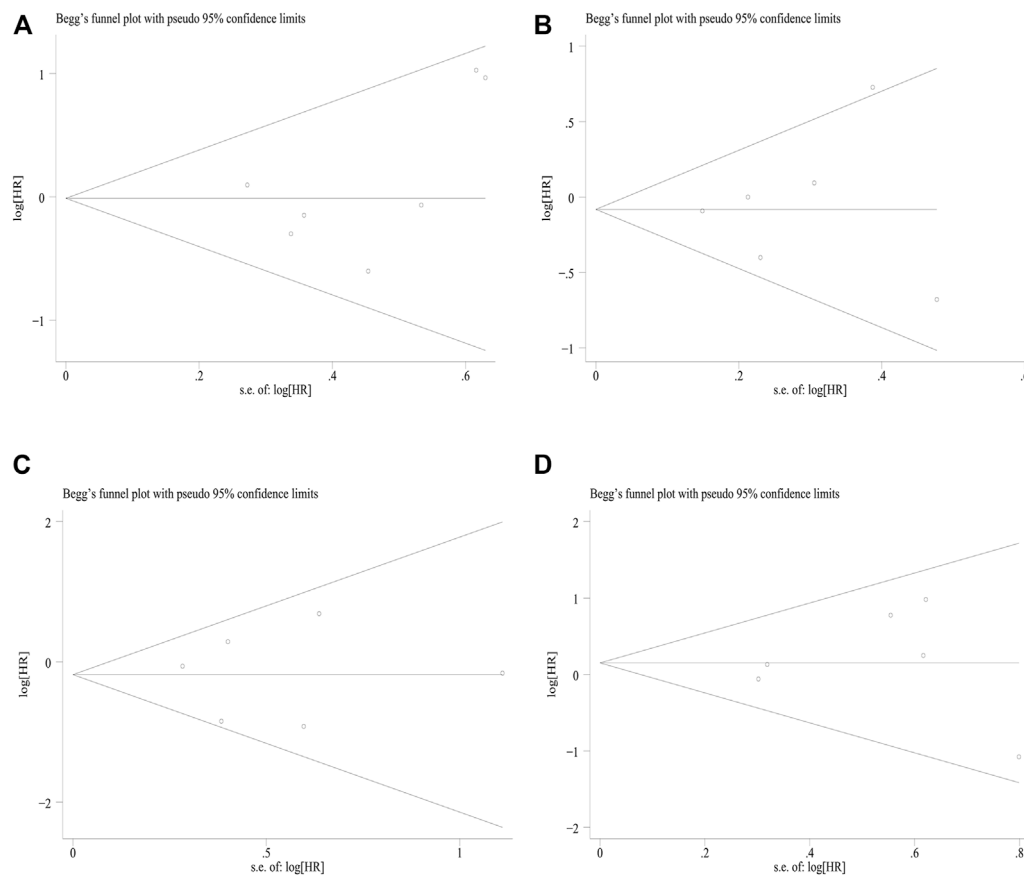 A
Begg's funnel plot with pseudo 95% confidence limits
1
0
−1
log[HR]
0 .2 .4 .6
s.e. of: log[HR]
B
Begg's funnel plot with pseudo 95% confidence limits
1
.5
0
−.5
−1
log[HR]
0 .2 .4
s.e. of: log[HR]
C
Begg's funnel plot with pseudo 95% confidence limits
2
0
−2
log[HR]
0 .5 1
s.e. of: log[HR]
D
Begg's funnel plot with pseudo 95% confidence limits
2
1
0
−1
−2
log[HR]
0 .2 .4 .6 .8
s.e. of: log[HR]